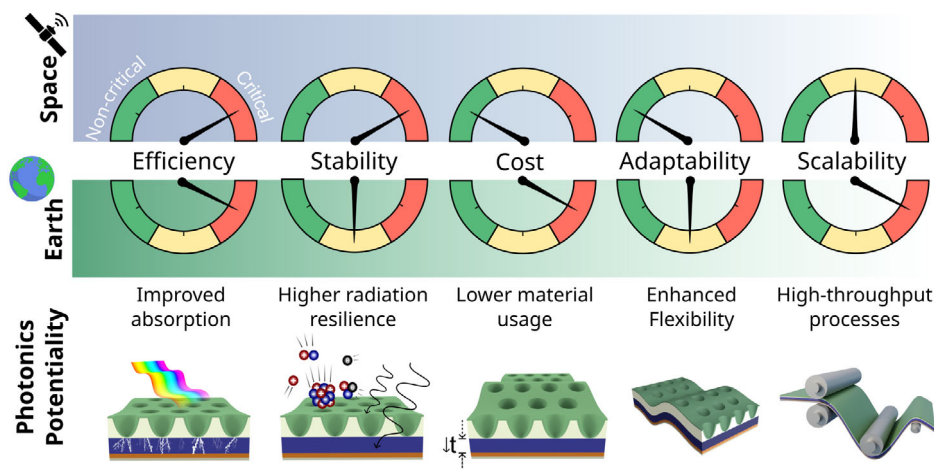 Space
Non-critical
Critical
Efficiency
Stability
Cost
Adaptability
Scalability
Earth
Photonics
Potentiality
Improved
absorption
Higher radiation
resilience
Lower material
usage
Enhanced
Flexibility
High-throughput
processes
↓t